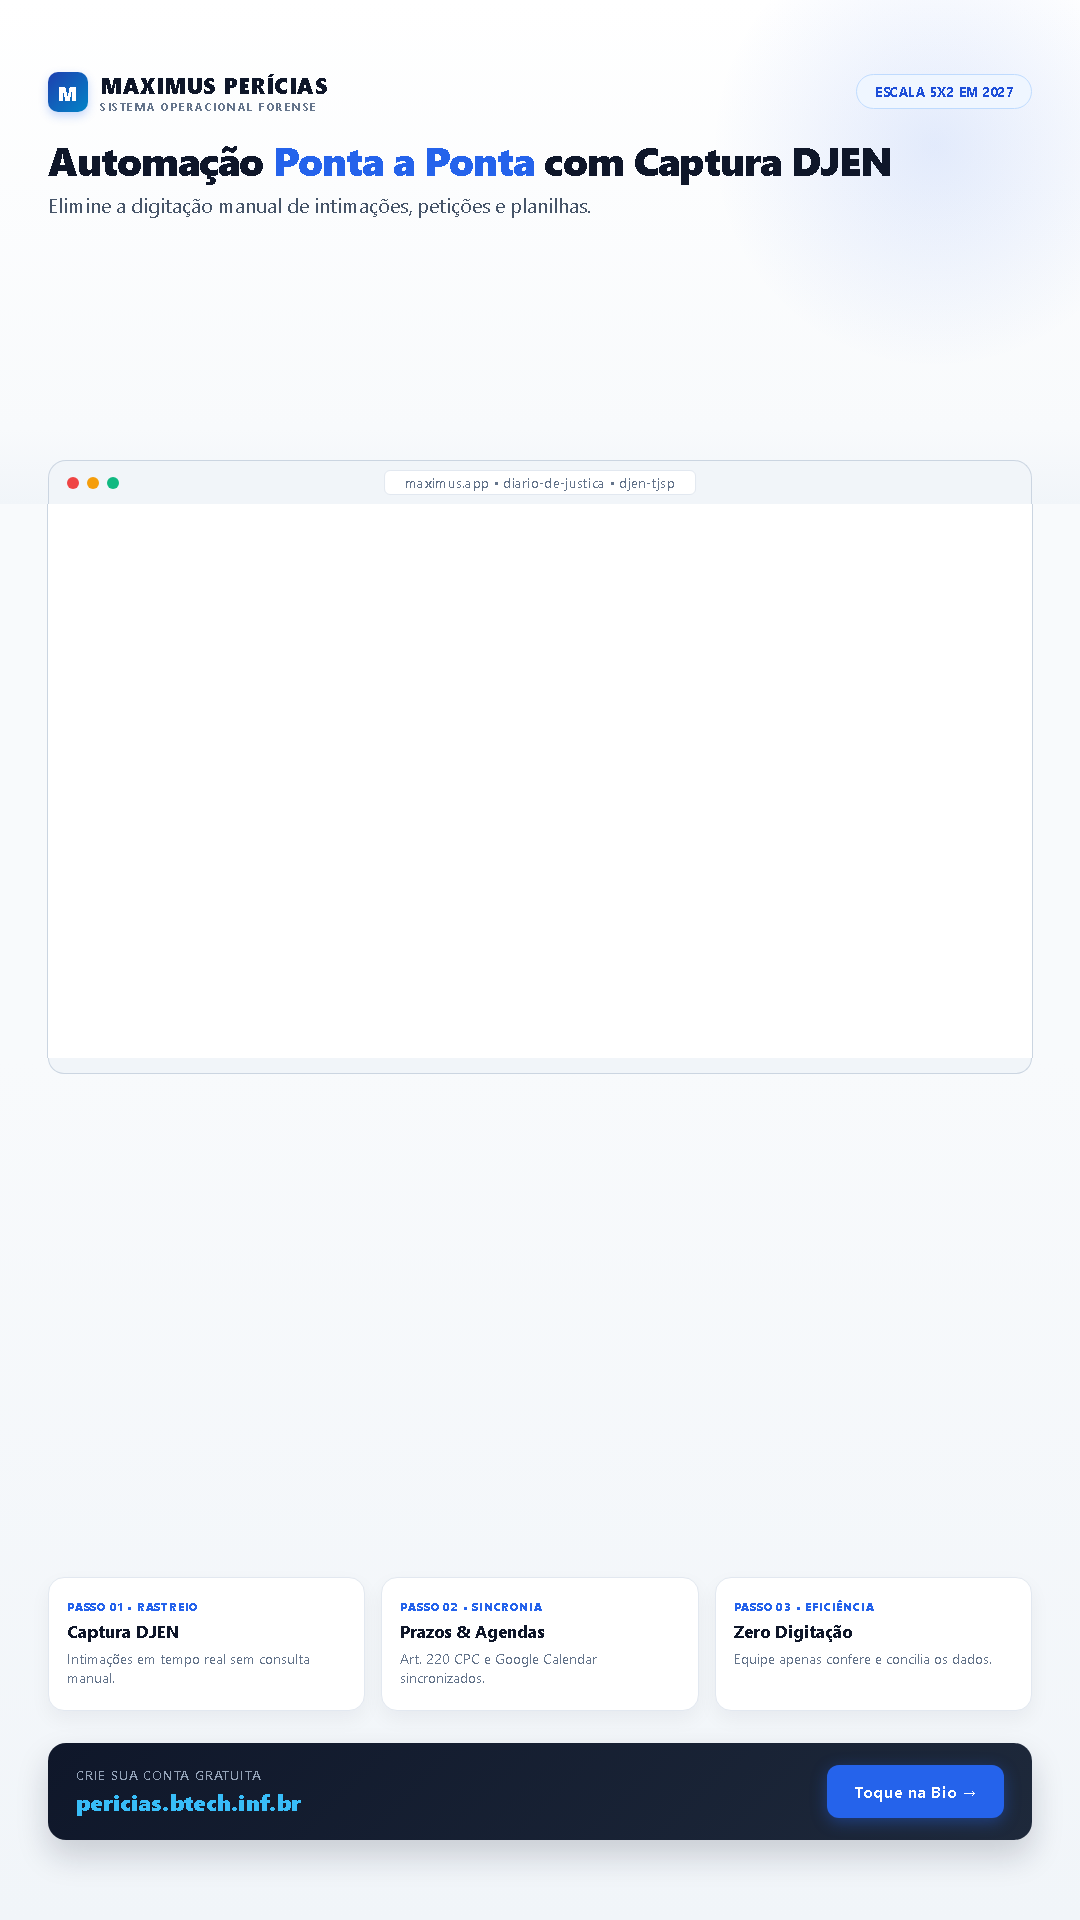 M
MAXIMUS PERÍCIAS
SISTEMA OPERACIONAL FORENSE
ESCALA 5X2 EM 2027
Automação Ponta a Ponta com Captura DJEN
Elimine a digitação manual de intimações, petições e planilhas.
maximus.app • diario-de-justica • djen-tjsp
PASSO 01 • RASTREIO
Captura DJEN
Intimações em tempo real sem consulta
manual.
PASSO 02 • SINCRONIA
Prazos & Agendas
Art. 220 CPC e Google Calendar
sincronizados.
PASSO 03 • EFICIÊNCIA
Zero Digitação
Equipe apenas confere e concilia os dados.
CRIE SUA CONTA GRATUITA
pericias.btech.inf.br
Toque na Bio →